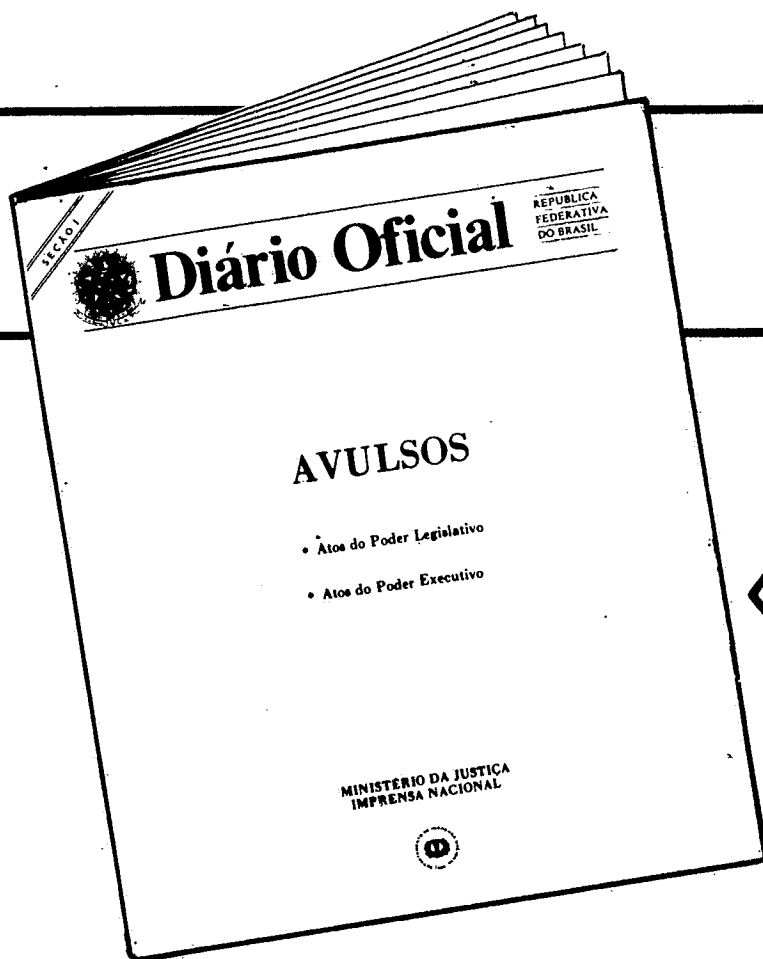 SEÇÃO I
Diário Oficial
REPUBLICA
FEDERATIVA
DO BRASIL
AVULSOS
• Atos do Poder Legislativo
• Atos do Poder Executivo
MINISTÉRIO DA JUSTIÇA
IMPRENSA NACIONAL